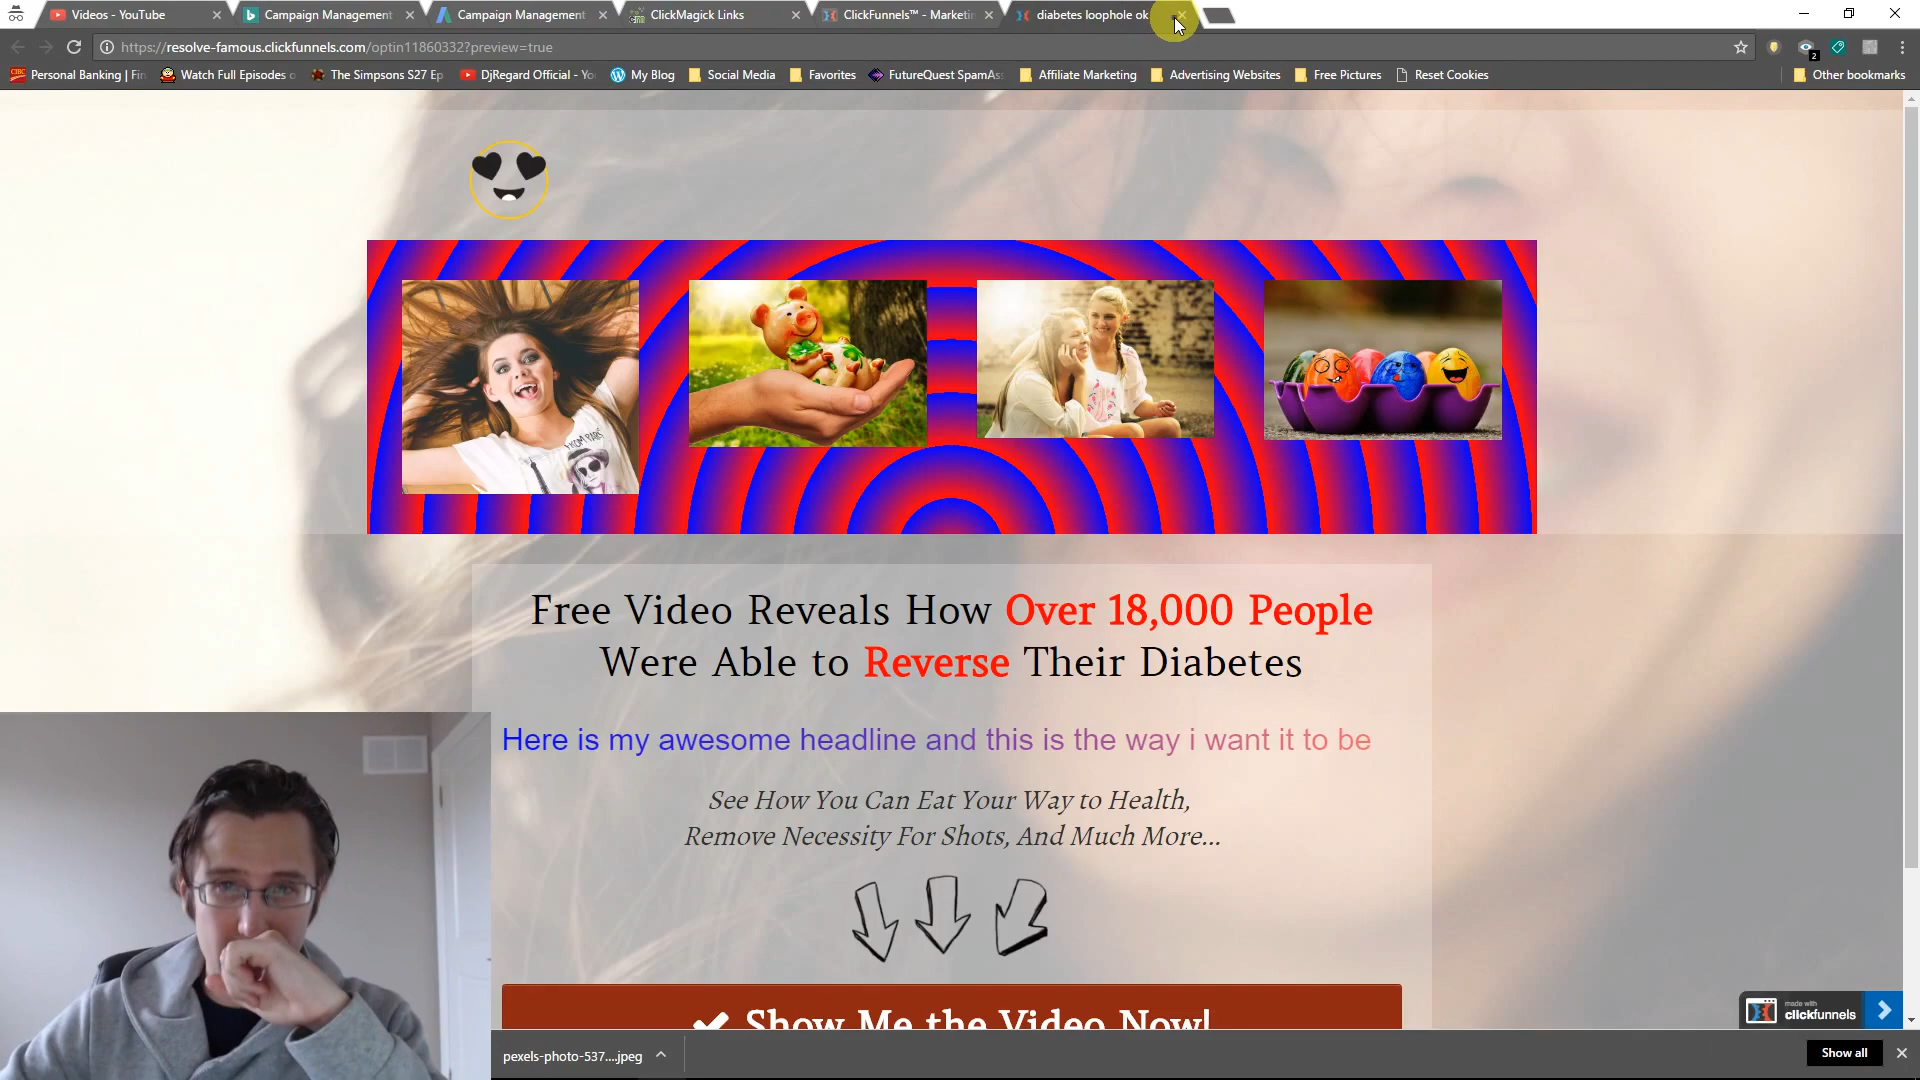 Videos - YouTube
Campaign Management
Campaign Management
ClickMagick Links
ClickFunnels™ - Marketin
diabetes loophole ok
https://resolve-famous.clickfunnels.com/optin11860332?preview=true
Personal Banking | Fin
Watch Full Episodes o
The Simpsons S27 Ep
DjRegard Official - Yo
My Blog
Social Media
Favorites
FutureQuest SpamAs
Affiliate Marketing
Advertising Websites
Free Pictures
Reset Cookies
Other bookmarks
2
Free Video Reveals How Over 18,000 People
Were Able to Reverse Their Diabetes
Here is my awesome headline and this is the way i want it to be
See How You Can Eat Your Way to Health,
Remove Necessity For Shots, And Much More...
Show Me the Video Now!
made with
clickfunnels
pexels-photo-537....jpeg
Show all